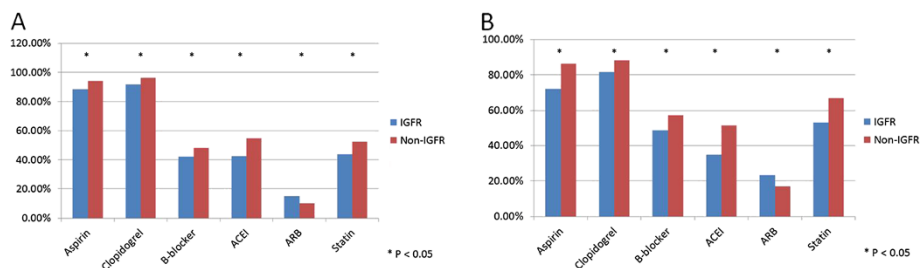 A
120.00%
100.00%
80.00%
60.00%
40.00%
20.00%
0.00%
* * * * * *
Aspirin
Clopidogrel
B-blocker
ACEI
ARB
Statin
IGFR
Non-IGFR
* P < 0.05
B
100.00%
80.00%
60.00%
40.00%
20.00%
0.00%
* * * * * *
Aspirin
Clopidogrel
B-blocker
ACEI
ARB
Statin
IGFR
Non-IGFR
* P < 0.05